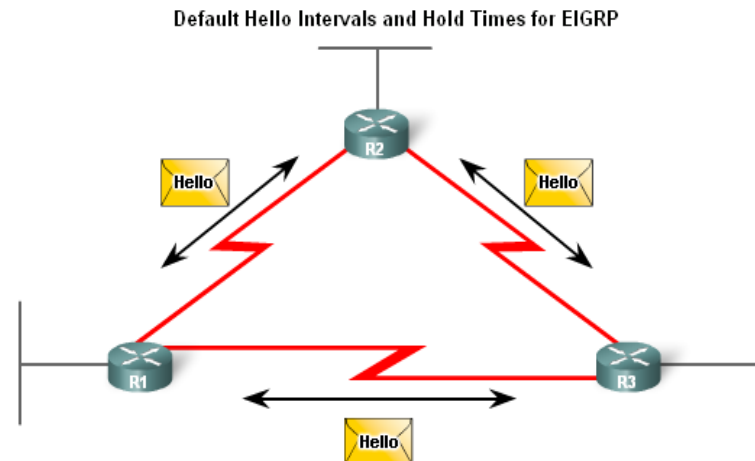 Default Hello Intervals and Hold Times for EIGRP
R2
Hello
Hello
R1
R3
Hello